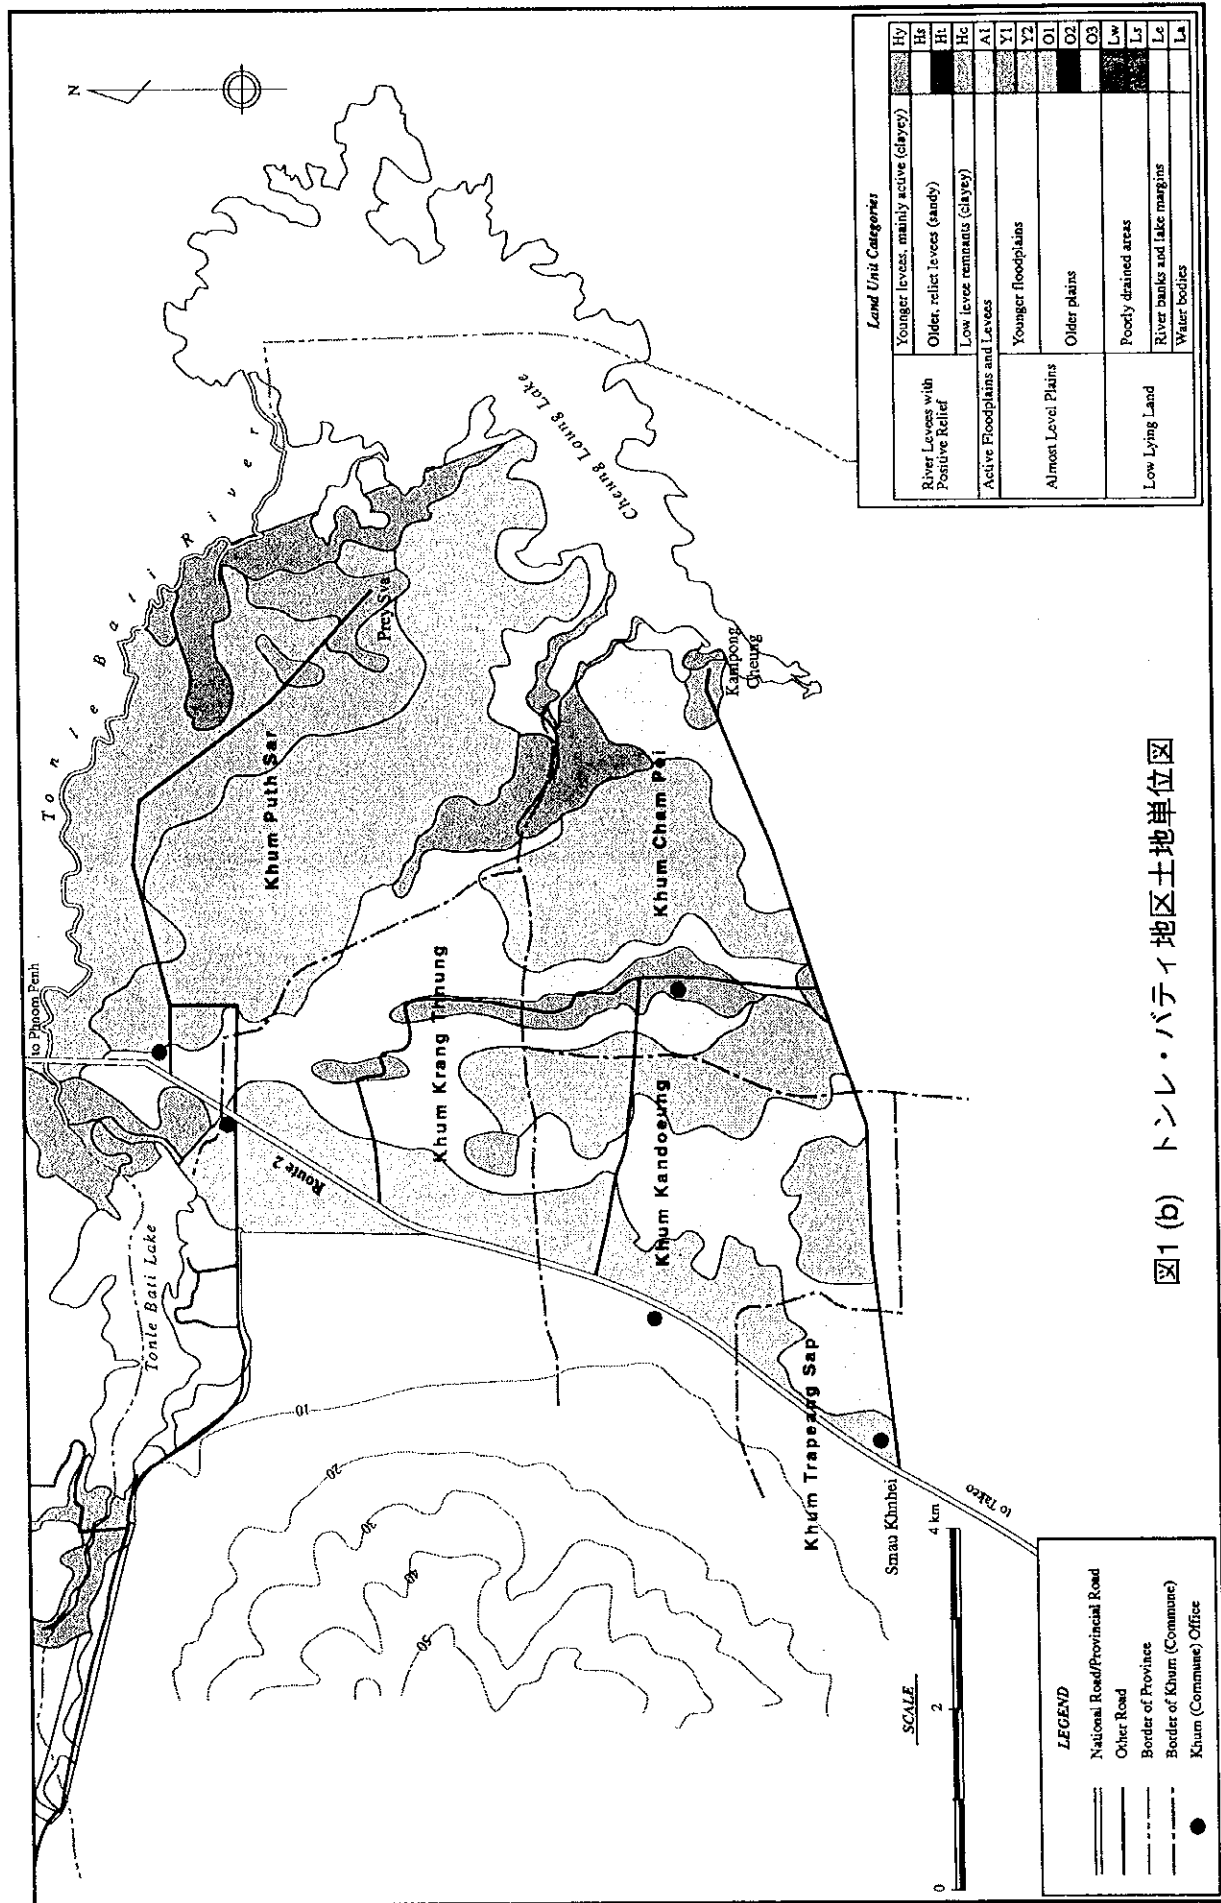 N
to Phnom Penh
Tonle Bati River
Tonle Bati Lake
Route 2
Khum Puth Sar
Prey Sva
Cheung Loung Lake
Khum Krang Thnung
Khum Cham Pei
Kampong
Cheung
Khum Kandoeung
Khum Trapeang Sap
Smau Khnhei
to Takeo
10
20
30
40
50
SCALE
0 2 4 km
LEGEND
National Road/Provincial Road
Other Road
Border of Province
Border of Khum (Commune)
Khum (Commune) Office
Land Unit Categories
River Levees with
Positive Relief
Younger levees, mainly active (clayey) Hy
Older, relict levees (sandy) Hs
Ht
Low levee remnants (clayey) Hc
Active Floodplains and Levees A1
Almost Level Plains
Younger floodplains Y1
Y2
Older plains O1
O2
O3
Low Lying Land
Poorly drained areas Lw
Ls
River banks and lake margins Lc
Water bodies La
図1 (b) トンレ・バティ地区土地単位図